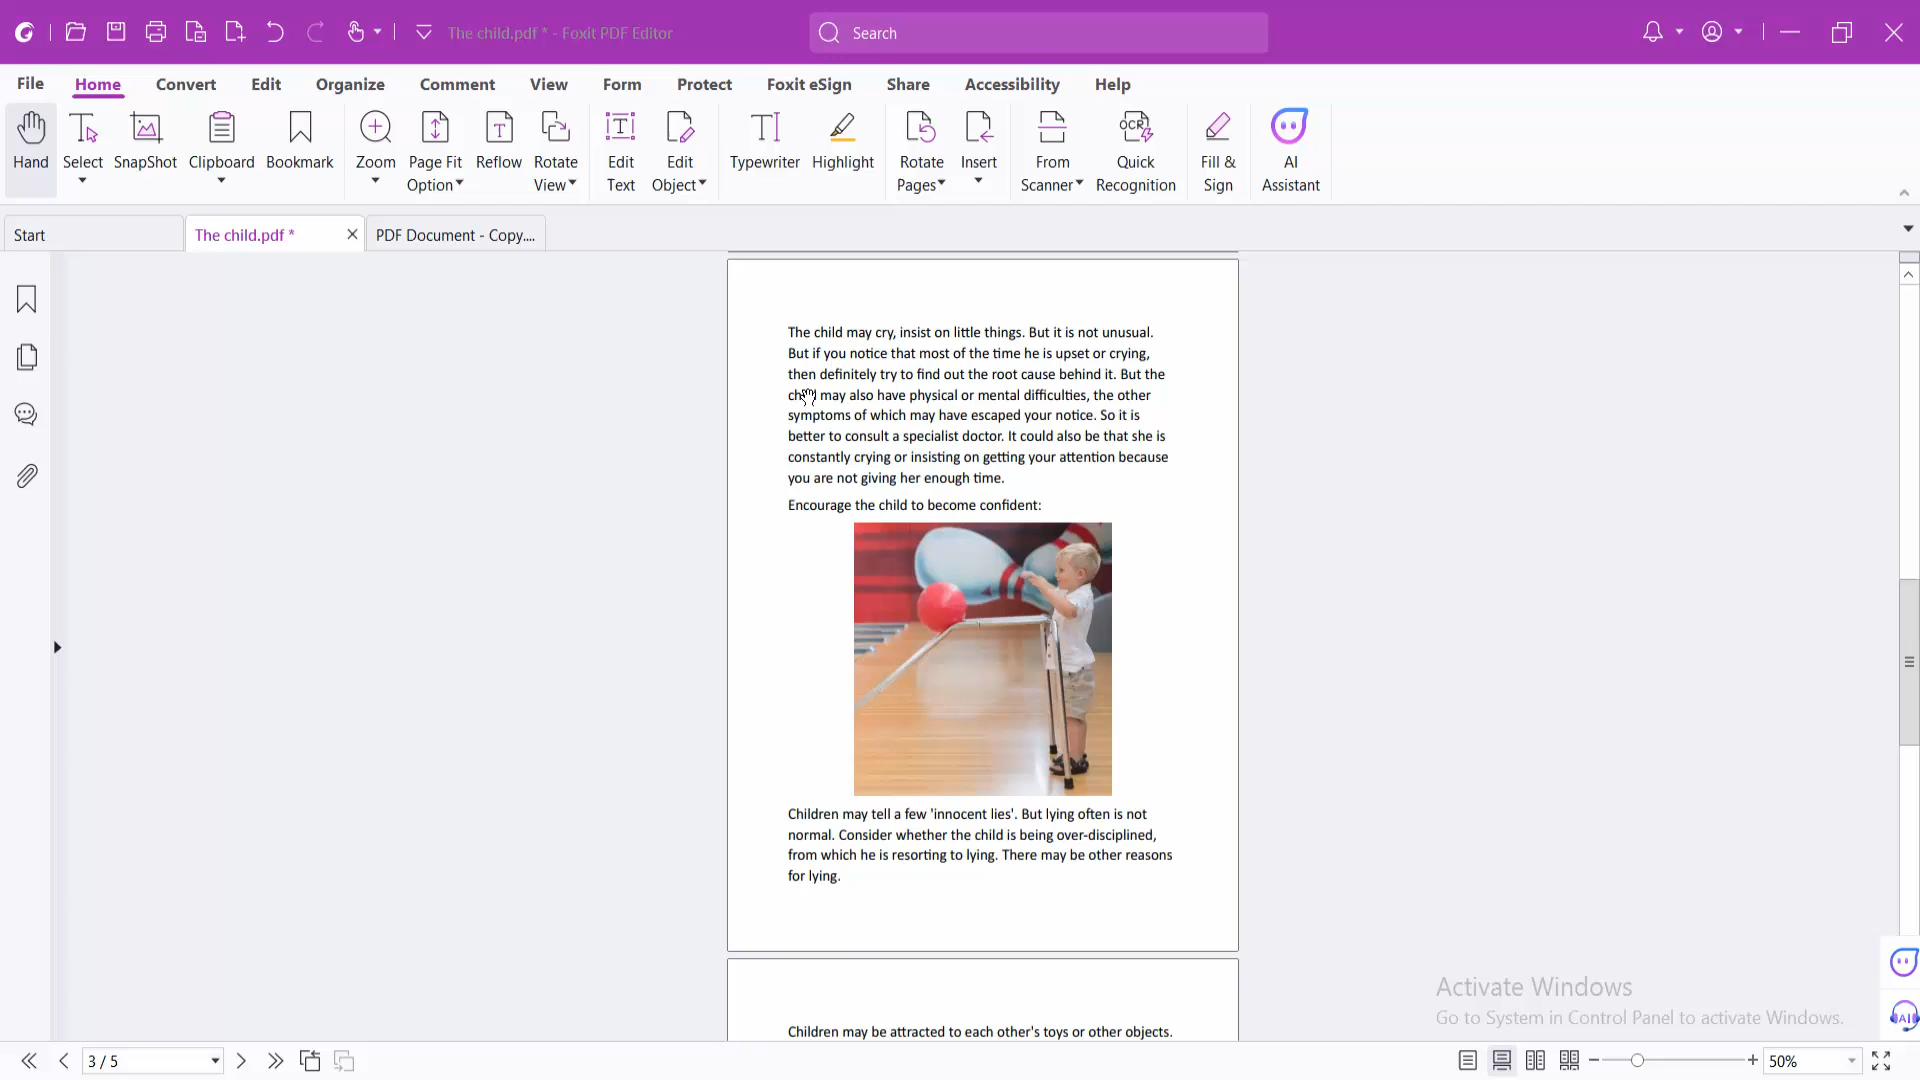 The child.pdf * - Foxit PDF Editor
Search
File Home Convert Edit Organize Comment View Form Protect Foxit eSign Share Accessibility Help
Hand
Select
SnapShot
Clipboard
Bookmark
Zoom
Page Fit
Option
Reflow
Rotate
View
Edit
Text
Edit
Object
Typewriter
Highlight
Rotate
Pages
Insert
From
Scanner
OCR
Quick
Recognition
Fill &
Sign
AI
Assistant
Start
The child.pdf *
PDF Document - Copy....
The child may cry, insist on little things. But it is not unusual.
But if you notice that most of the time he is upset or crying,
then definitely try to find out the root cause behind it. But the
child may also have physical or mental difficulties, the other
symptoms of which may have escaped your notice. So it is
better to consult a specialist doctor. It could also be that she is
constantly crying or insisting on getting your attention because
you are not giving her enough time.
Encourage the child to become confident:
Children may tell a few 'innocent lies'. But lying often is not
normal. Consider whether the child is being over-disciplined,
from which he is resorting to lying. There may be other reasons
for lying.
Children may be attracted to each other's toys or other objects.
Activate Windows
Go to System in Control Panel to activate Windows.
AI
3 / 5
50%